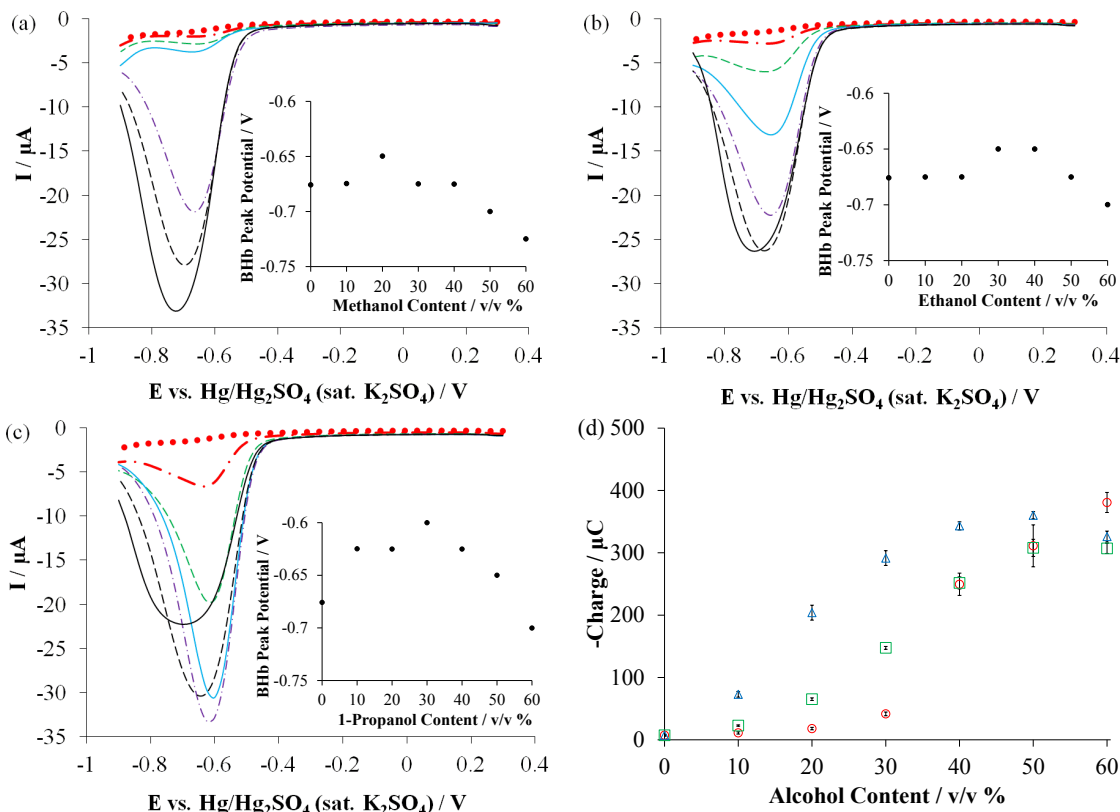 (a)
0
-5
-10
-15
-20
-25
-30
-35
I / µA
-1 -0.8 -0.6 -0.4 -0.2 0 0.2 0.4
E vs. Hg/Hg₂SO₄ (sat. K₂SO₄) / V
-0.6
-0.65
-0.7
-0.75
BHb Peak Potential / V
0 10 20 30 40 50 60
Methanol Content / v/v %
(b)
0
-5
-10
-15
-20
-25
-30
-35
I / µA
-1 -0.8 -0.6 -0.4 -0.2 0 0.2 0.4
E vs. Hg/Hg₂SO₄ (sat. K₂SO₄) / V
-0.6
-0.65
-0.7
-0.75
BHb Peak Potential / V
0 10 20 30 40 50 60
Ethanol Content / v/v %
(c)
0
-5
-10
-15
-20
-25
-30
-35
I / µA
-1 -0.8 -0.6 -0.4 -0.2 0 0.2 0.4
E vs. Hg/Hg₂SO₄ (sat. K₂SO₄) / V
-0.6
-0.65
-0.7
-0.75
BHb Peak Potential / V
0 10 20 30 40 50 60
1-Propanol Content / v/v %
(d)
500
400
300
200
100
0
-Charge / µC
0 10 20 30 40 50 60
Alcohol Content / v/v %